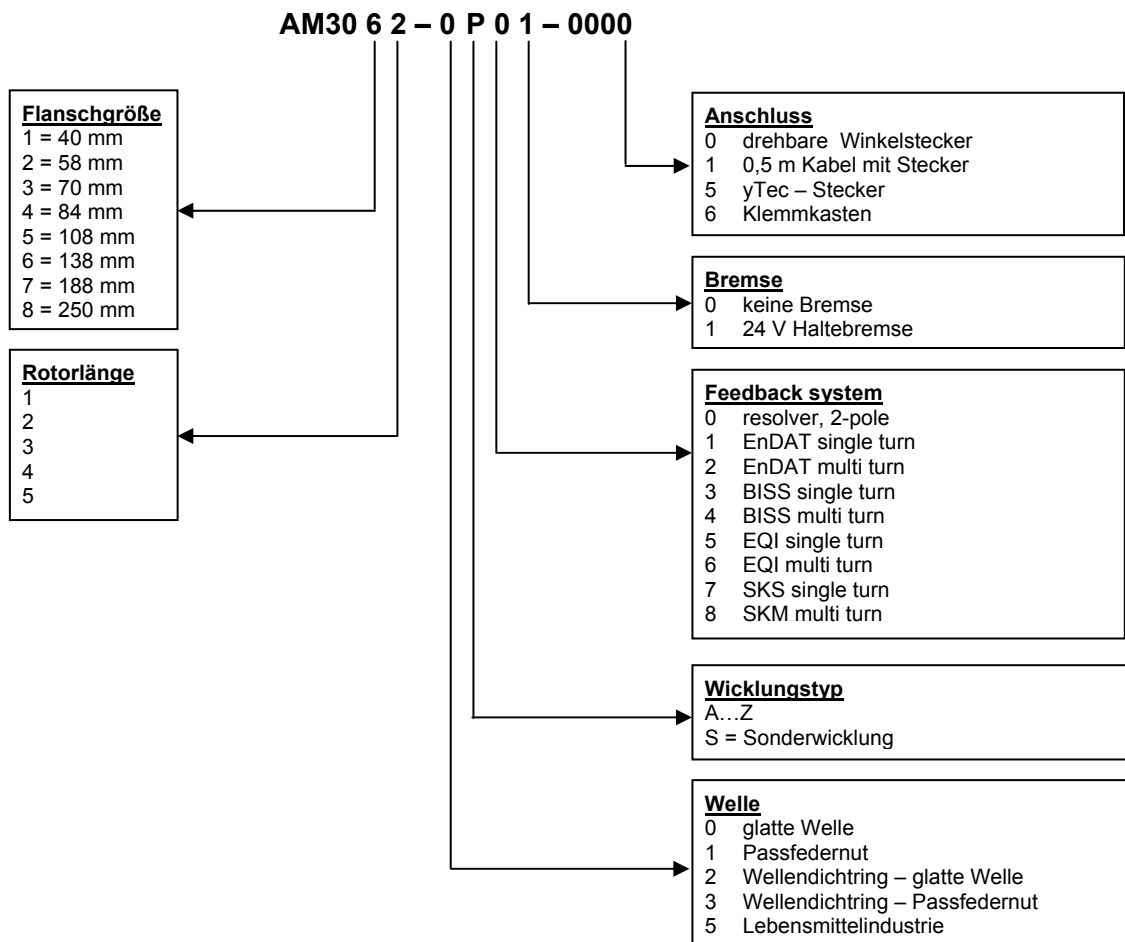 AM30 6 2 – 0 P 0 1 – 0000
Flanschgröße
1 = 40 mm
2 = 58 mm
3 = 70 mm
4 = 84 mm
5 = 108 mm
6 = 138 mm
7 = 188 mm
8 = 250 mm
Rotorlänge
1
2
3
4
5
Anschluss
0 drehbare Winkelstecker
1 0,5 m Kabel mit Stecker
5 yTec – Stecker
6 Klemmkasten
Bremse
0 keine Bremse
1 24 V Haltebremse
Feedback system
0 resolver, 2-pole
1 EnDAT single turn
2 EnDAT multi turn
3 BISS single turn
4 BISS multi turn
5 EQI single turn
6 EQI multi turn
7 SKS single turn
8 SKM multi turn
Wicklungstyp
A…Z
S = Sonderwicklung
Welle
0 glatte Welle
1 Passfedernut
2 Wellendichtring – glatte Welle
3 Wellendichtring – Passfedernut
5 Lebensmittelindustrie